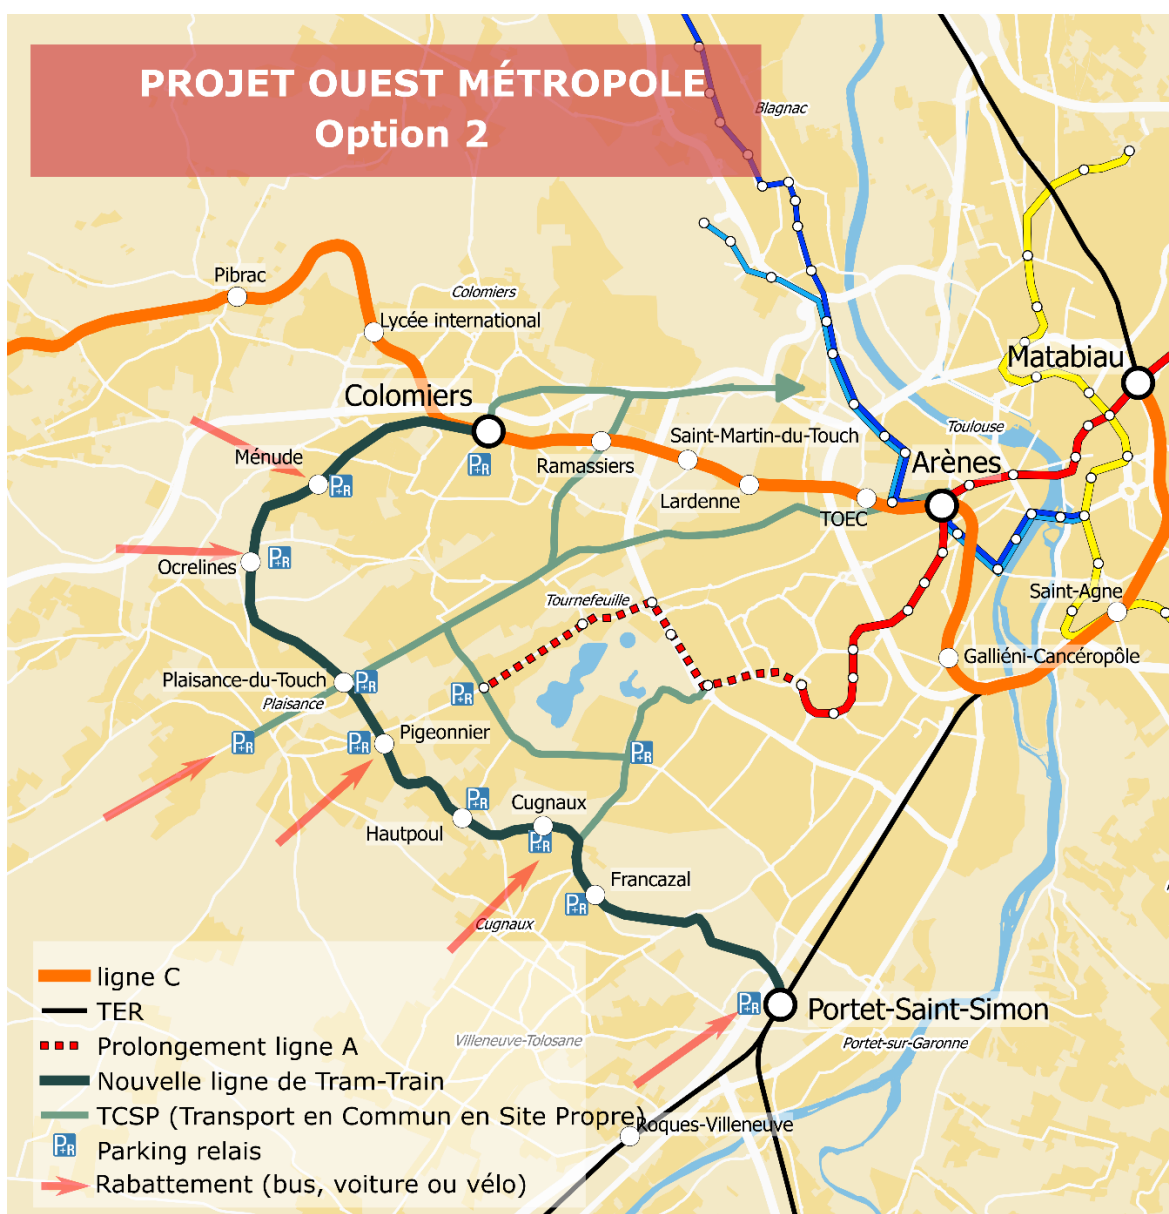 PROJET OUEST MÉTROPOLE
Option 2
Blagnac
Pibrac
Colomiers
Lycée international
Matabiau
Colomiers
Toulouse
Saint-Martin-du-Touch
Ménude
Ramassiers
Arènes
P+R
P+R
Lardenne
TOEC
Ocrelines
P+R
Saint-Agne
Tournefeuille
Galliéni-Cancéropôle
Plaisance-du-Touch
P+R
P+R
Plaisance
Pigeonnier
P+R
P+R
P+R
Hautpoul
P+R
Cugnaux
P+R
Francazal
P+R
Cugnaux
ligne C
TER
P+R
Portet-Saint-Simon
Prolongement ligne A
Villeneuve-Tolosane
Portet-sur-Garonne
Nouvelle ligne de Tram-Train
TCSP (Transport en Commun en Site Propre)
Roques-Villeneuve
P+R
Parking relais
Rabattement (bus, voiture ou vélo)